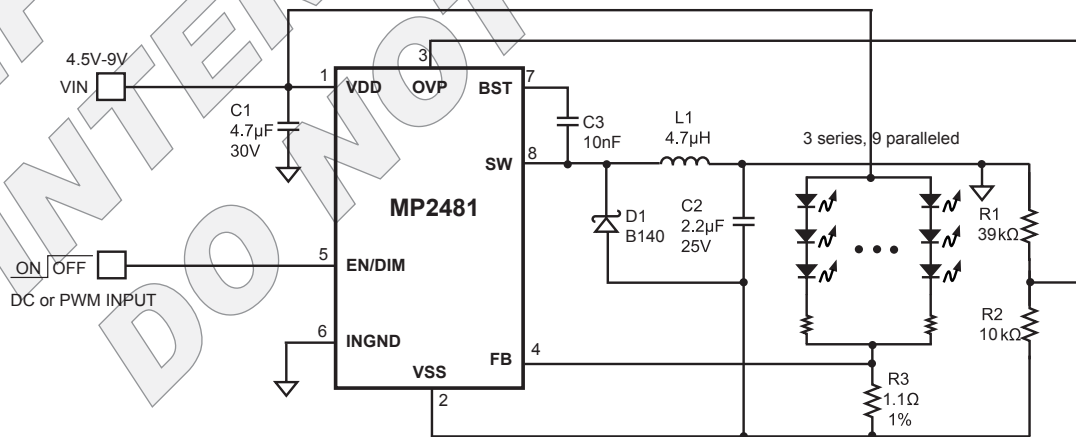 4.5V-9V
VIN
1
VDD
3
OVP
7
BST
C1
4.7µF
30V
C3
10nF
L1
4.7µH
3 series, 9 paralleled
8
SW
MP2481
D1
B140
C2
2.2µF
25V
R1
39kΩ
ON OFF
DC or PWM INPUT
5
EN/DIM
R2
10kΩ
6
INGND
4
FB
VSS
2
R3
1.1Ω
1%
DO NOT